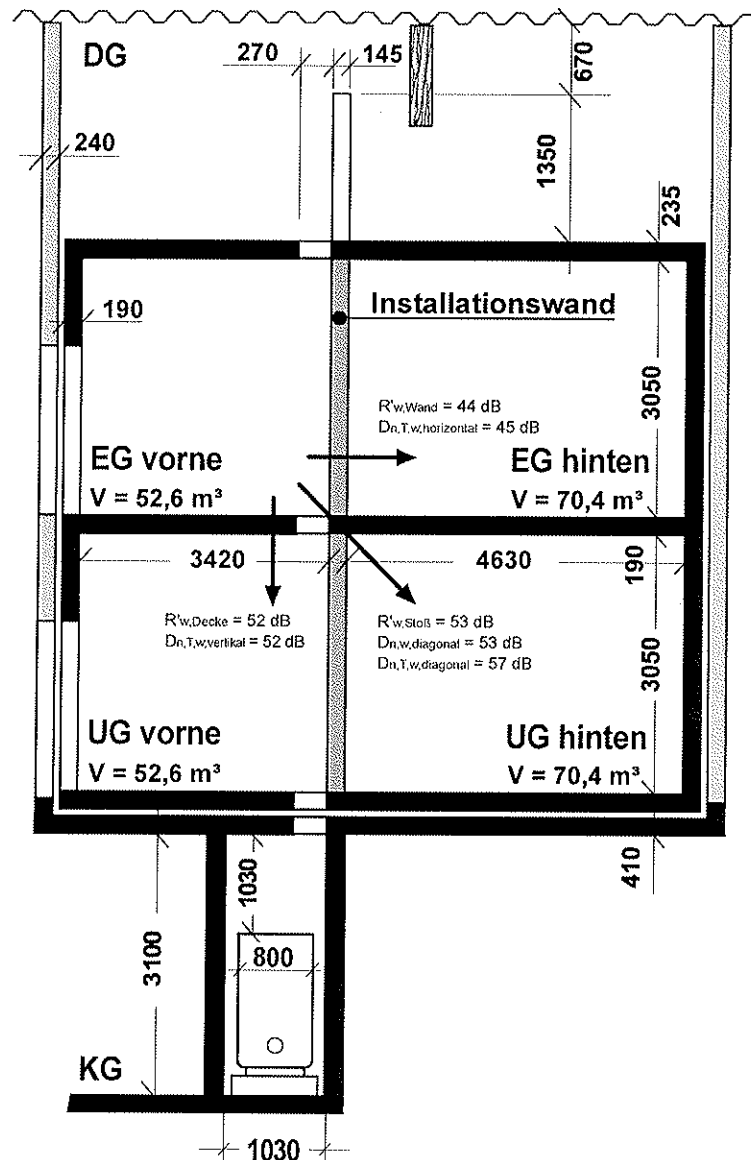 DG
270
145
670
240
1350
235
190
Installationswand
3050
R'w,Wand = 44 dB
Dn,T,w,horizontal = 45 dB
EG vorne
V = 52,6 m³
EG hinten
V = 70,4 m³
3420
4630
190
R'w,Decke = 52 dB
Dn,T,w,vertikal = 52 dB
R'w,Stoß = 53 dB
Dn,w,diagonal = 53 dB
Dn,T,w,diagonal = 57 dB
3050
UG vorne
V = 52,6 m³
UG hinten
V = 70,4 m³
410
1030
3100
800
KG
1030